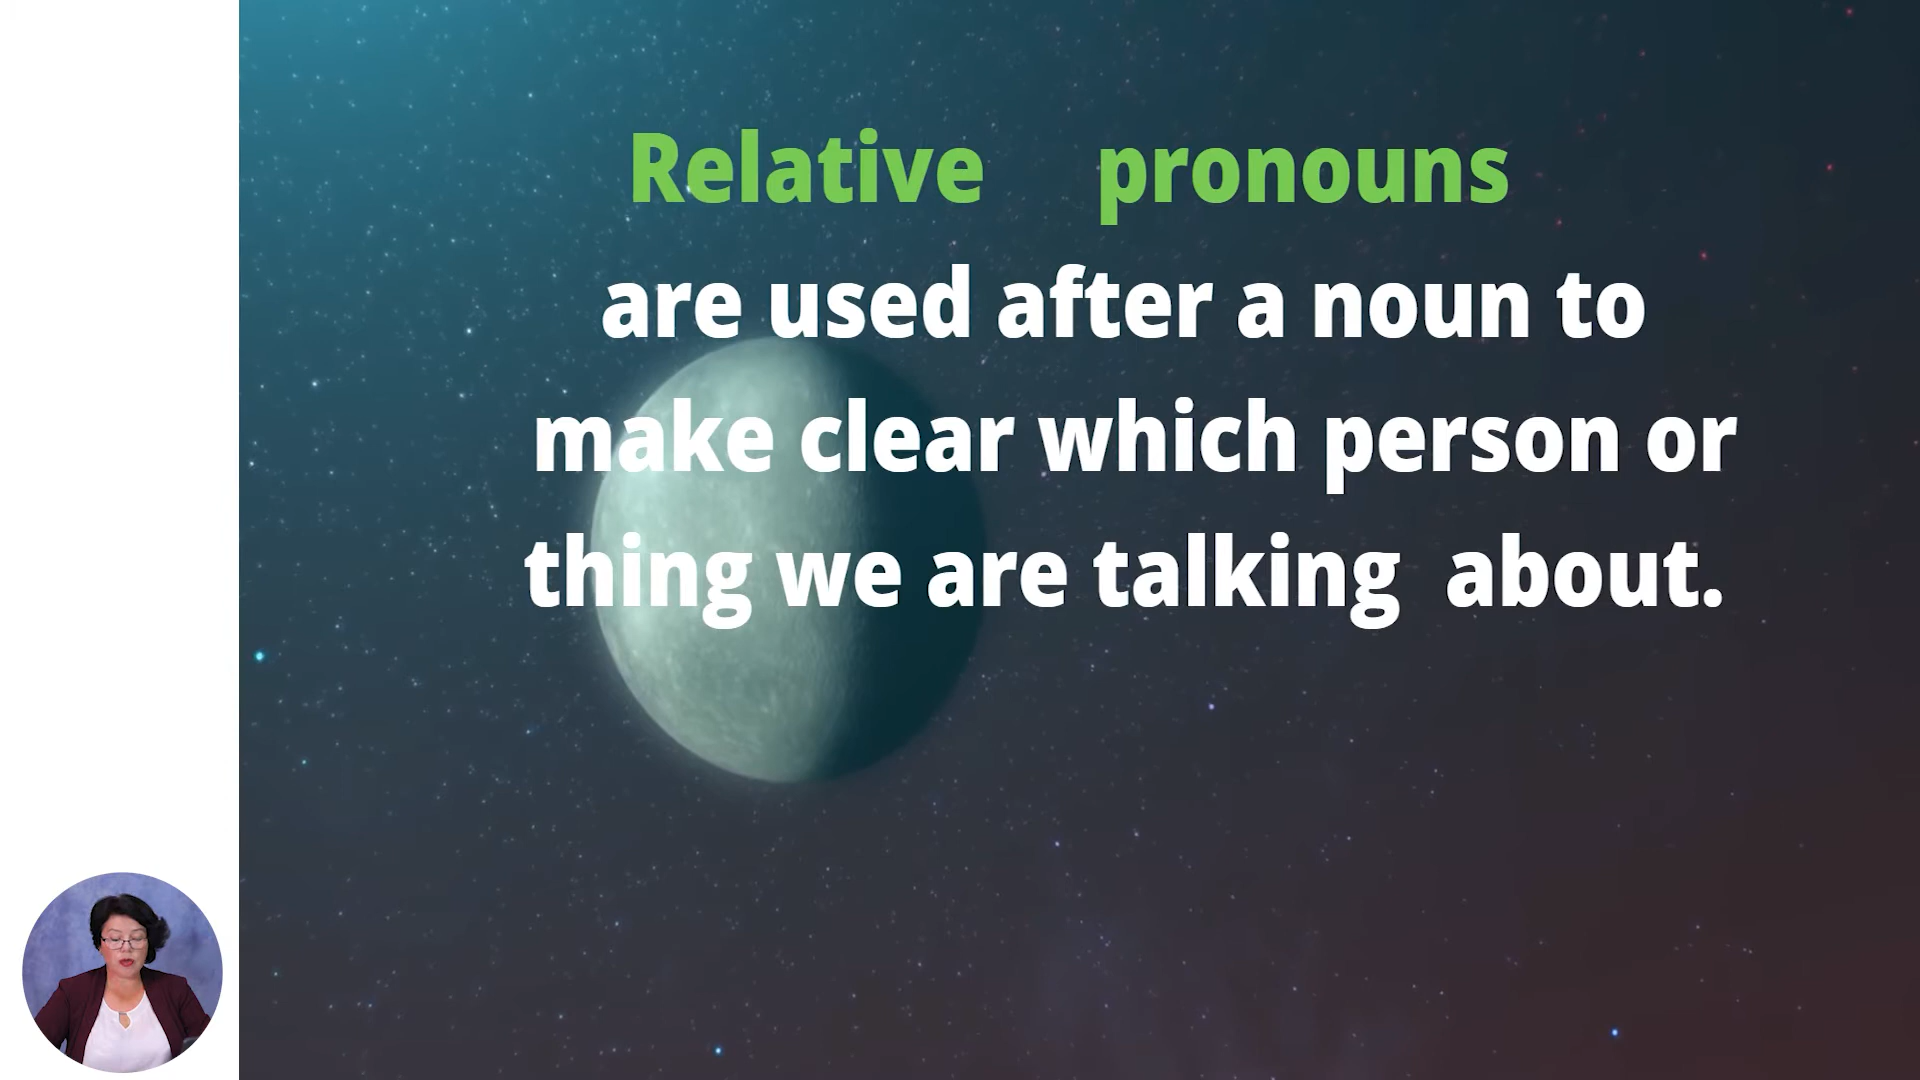 Relative pronouns
are used after a noun to
make clear which person or
thing we are talking about.